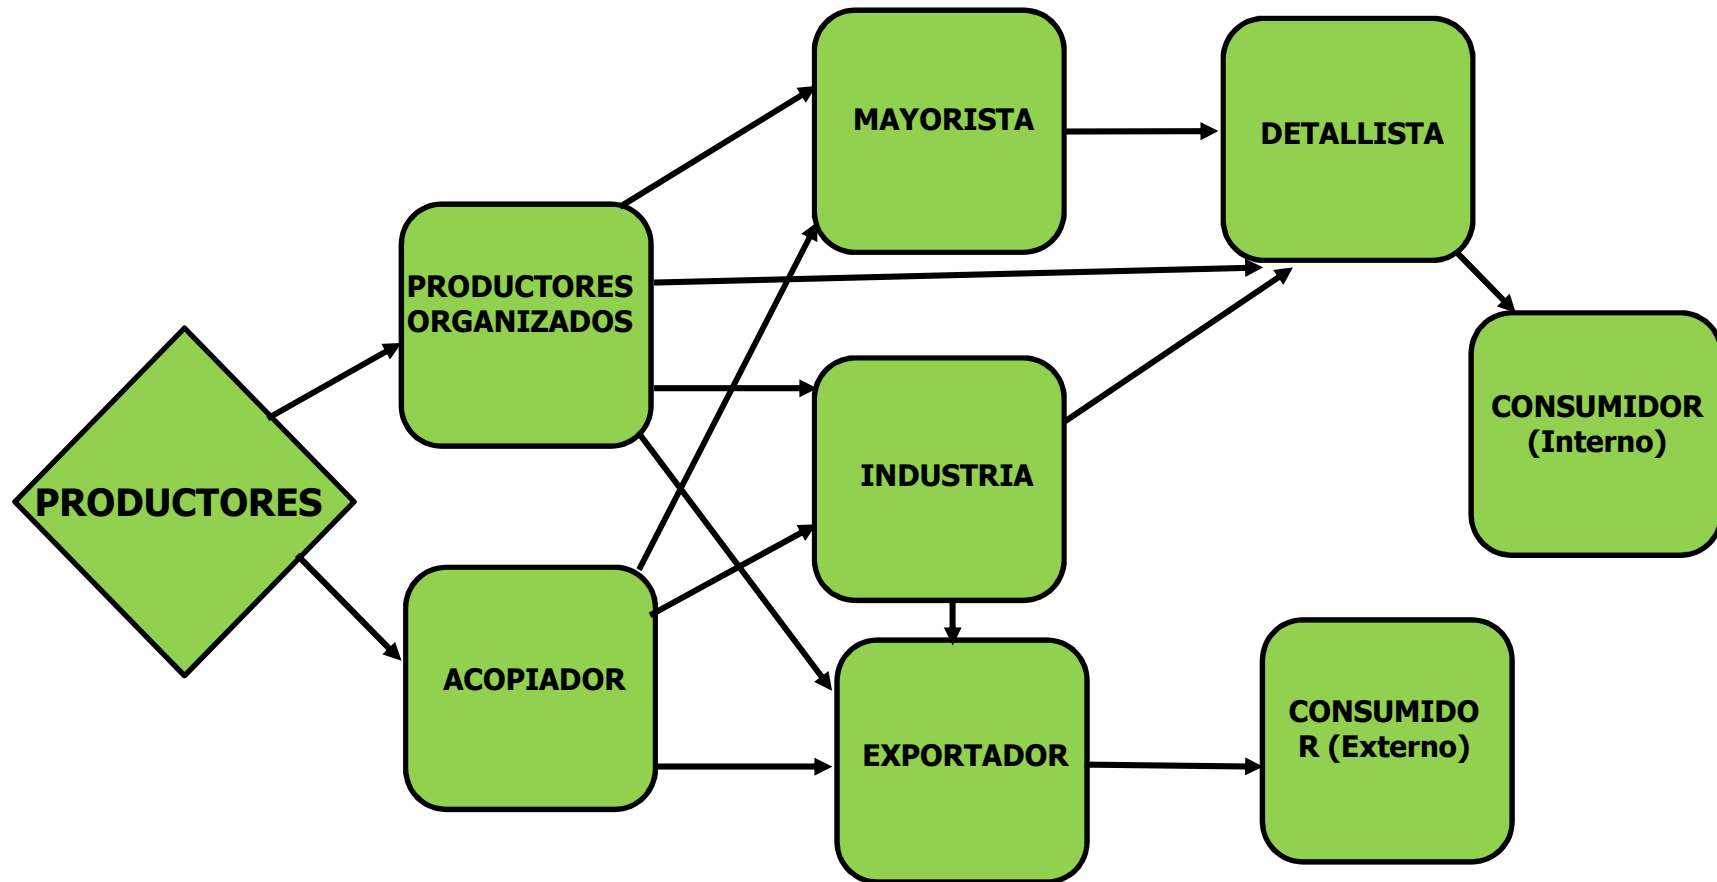 MAYORISTA
DETALLISTA
PRODUCTORES
ORGANIZADOS
CONSUMIDOR
(Interno)
INDUSTRIA
PRODUCTORES
ACOPIADOR
CONSUMIDO
R (Externo)
EXPORTADOR